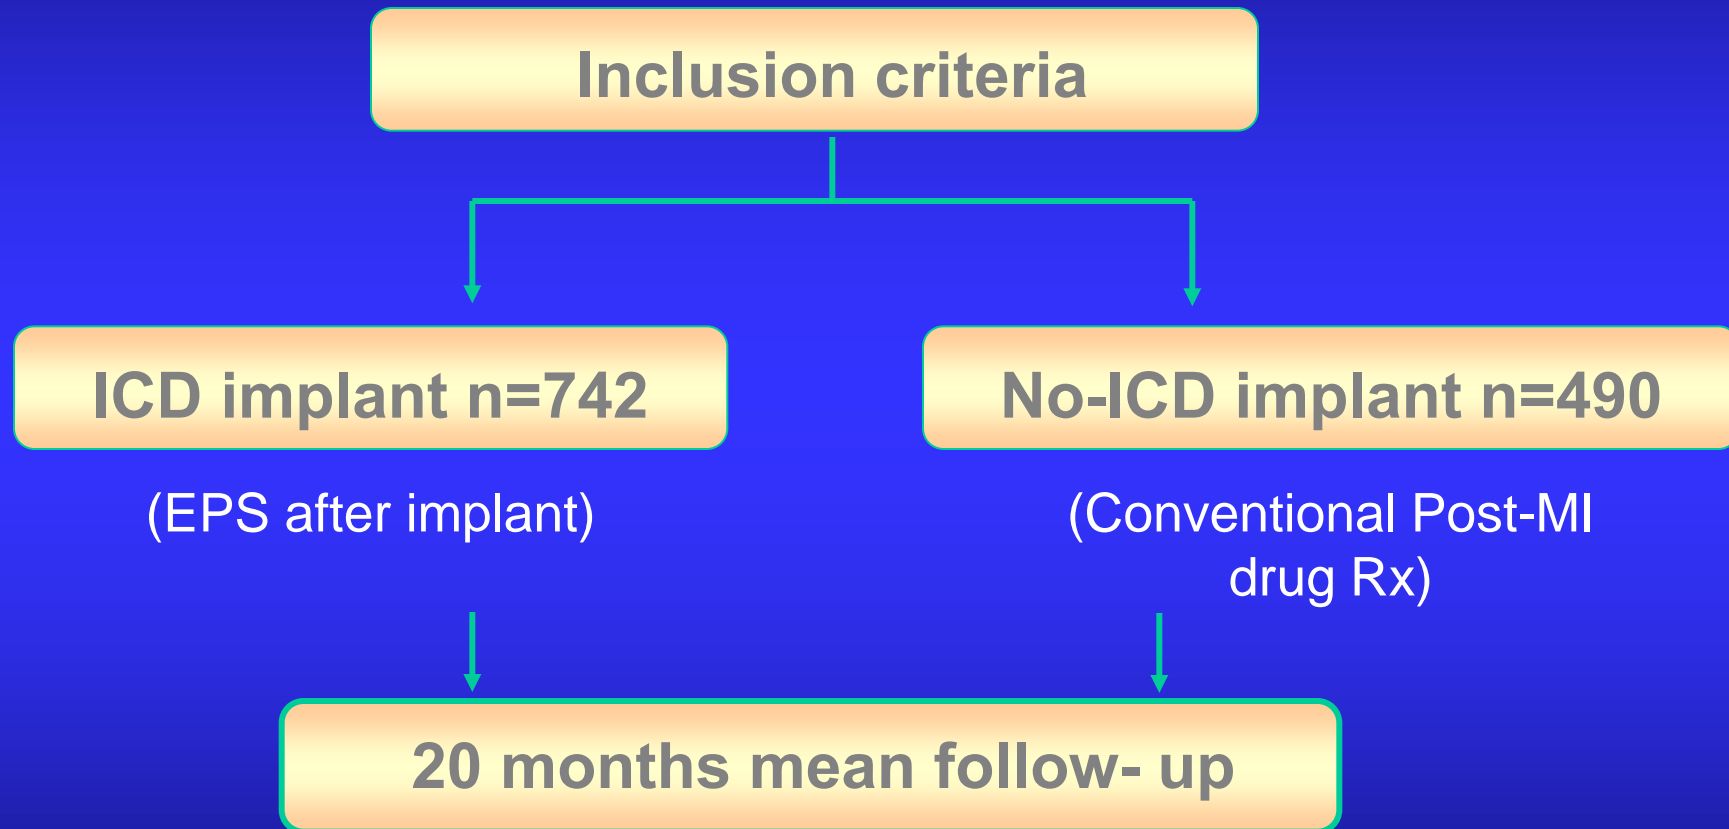 Inclusion criteria
ICD implant n=742
No-ICD implant n=490
(EPS after implant)
(Conventional Post-MI
drug Rx)
20 months mean follow- up